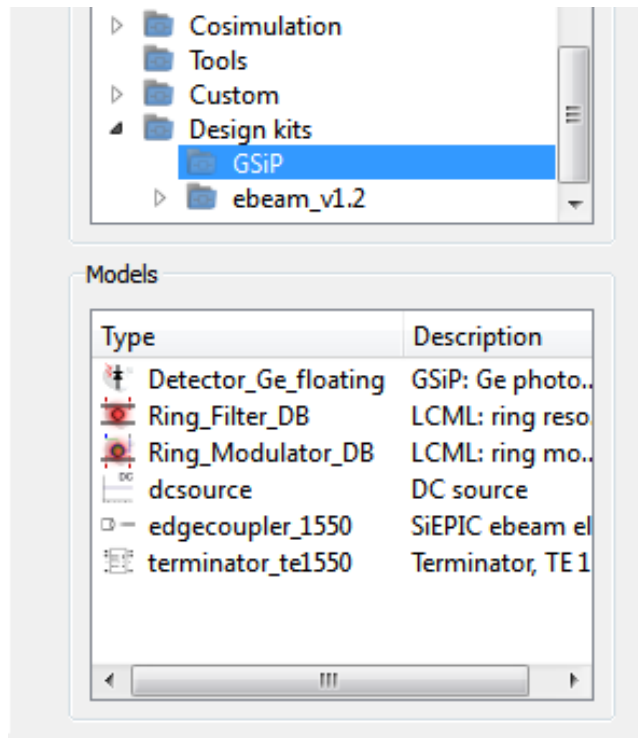 Cosimulation
Tools
Custom
Design kits
GSiP
ebeam_v1.2
Models
Type Description
Detector_Ge_floating GSiP: Ge photo..
Ring_Filter_DB LCML: ring reso.
Ring_Modulator_DB LCML: ring mo..
DC
dcsource DC source
edgecoupler_1550 SiEPIC ebeam el
terminator_te1550 Terminator, TE 1